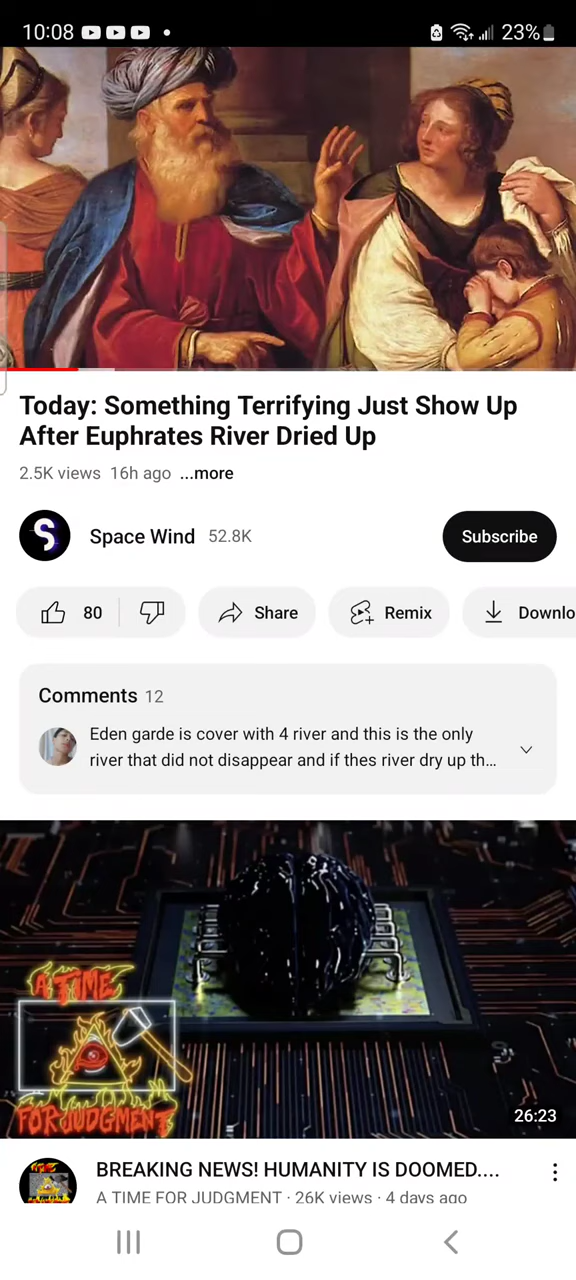 10:08
23%
Today: Something Terrifying Just Show Up
After Euphrates River Dried Up
2.5K views 16h ago ...more
Space Wind 52.8K
Subscribe
80
Share
Remix
Downlo
Comments 12
Eden garde is cover with 4 river and this is the only
river that did not disappear and if thes river dry up th...
A TIME
FOR JUDGMENT
26:23
BREAKING NEWS! HUMANITY IS DOOMED....
A TIME FOR JUDGMENT · 26K views · 4 days ago